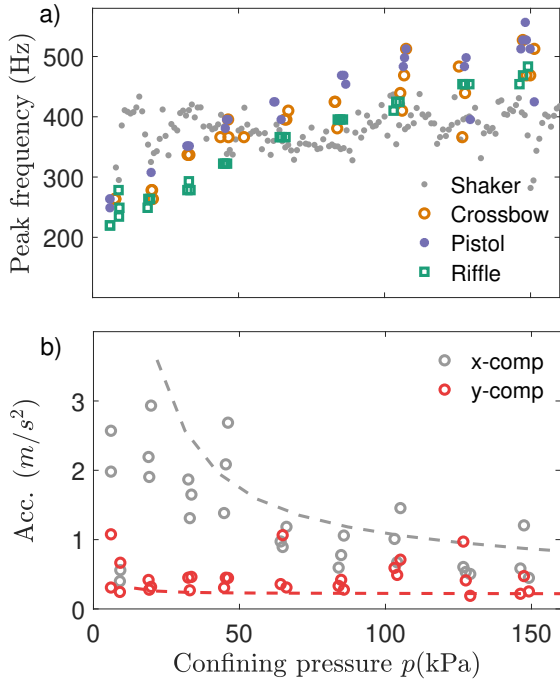 a)
500
400
300
200
Peak frequency (Hz)
Shaker
Crossbow
Pistol
Riffle
b)
x-comp
y-comp
3
2
1
0
Acc. (m/s²)
0 50 100 150
Confining pressure p(kPa)